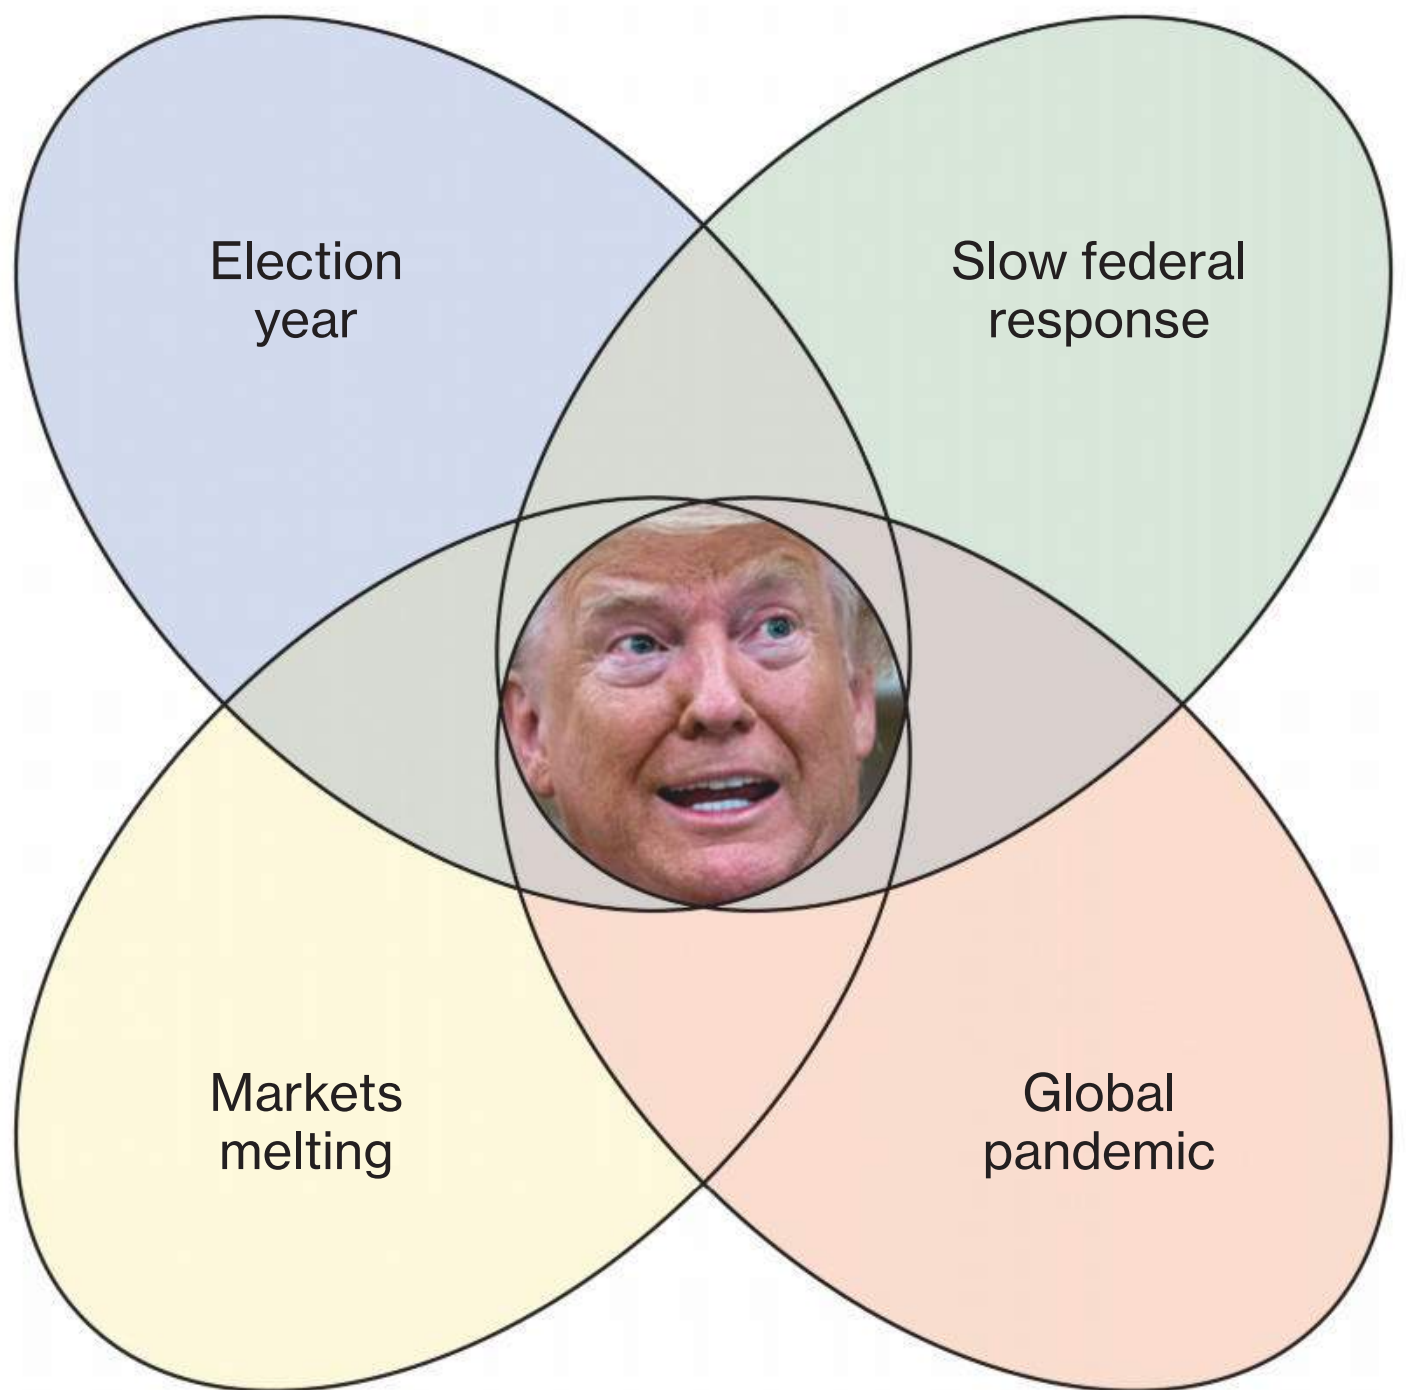 Election
year
Slow federal
response
Markets
melting
Global
pandemic